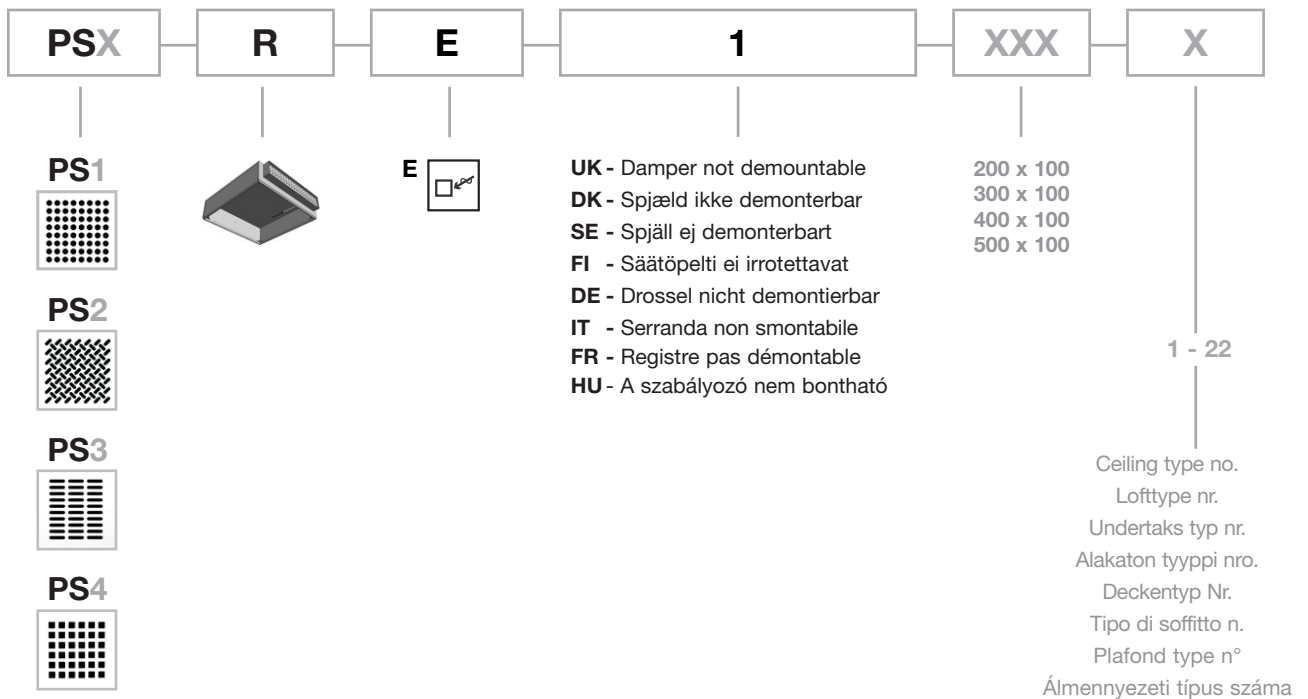 PSX R E 1 XXX X
PS1
PS2
PS3
PS4
E
UK - Damper not demountable
DK - Spjæld ikke demonterbar
SE - Spjäll ej demonterbart
FI - Säätöpelti ei irrotettavat
DE - Drossel nicht demontierbar
IT - Serranda non smontabile
FR - Registre pas démontable
HU - A szabályozó nem bontható
200 x 100
300 x 100
400 x 100
500 x 100
1 - 22
Ceiling type no.
Lofttype nr.
Undertaks typ nr.
Alakaton tyyppi nro.
Deckentyp Nr.
Tipo di soffitto n.
Plafond type n°
Álmennyezeti típus száma